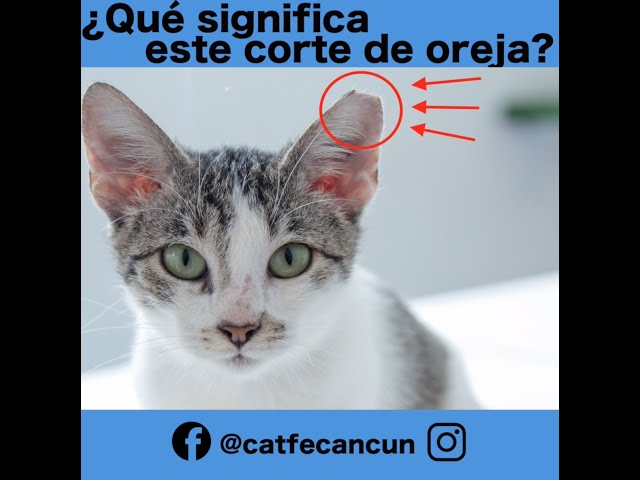 ¿Qué significa
este corte de oreja?
@catfecancun